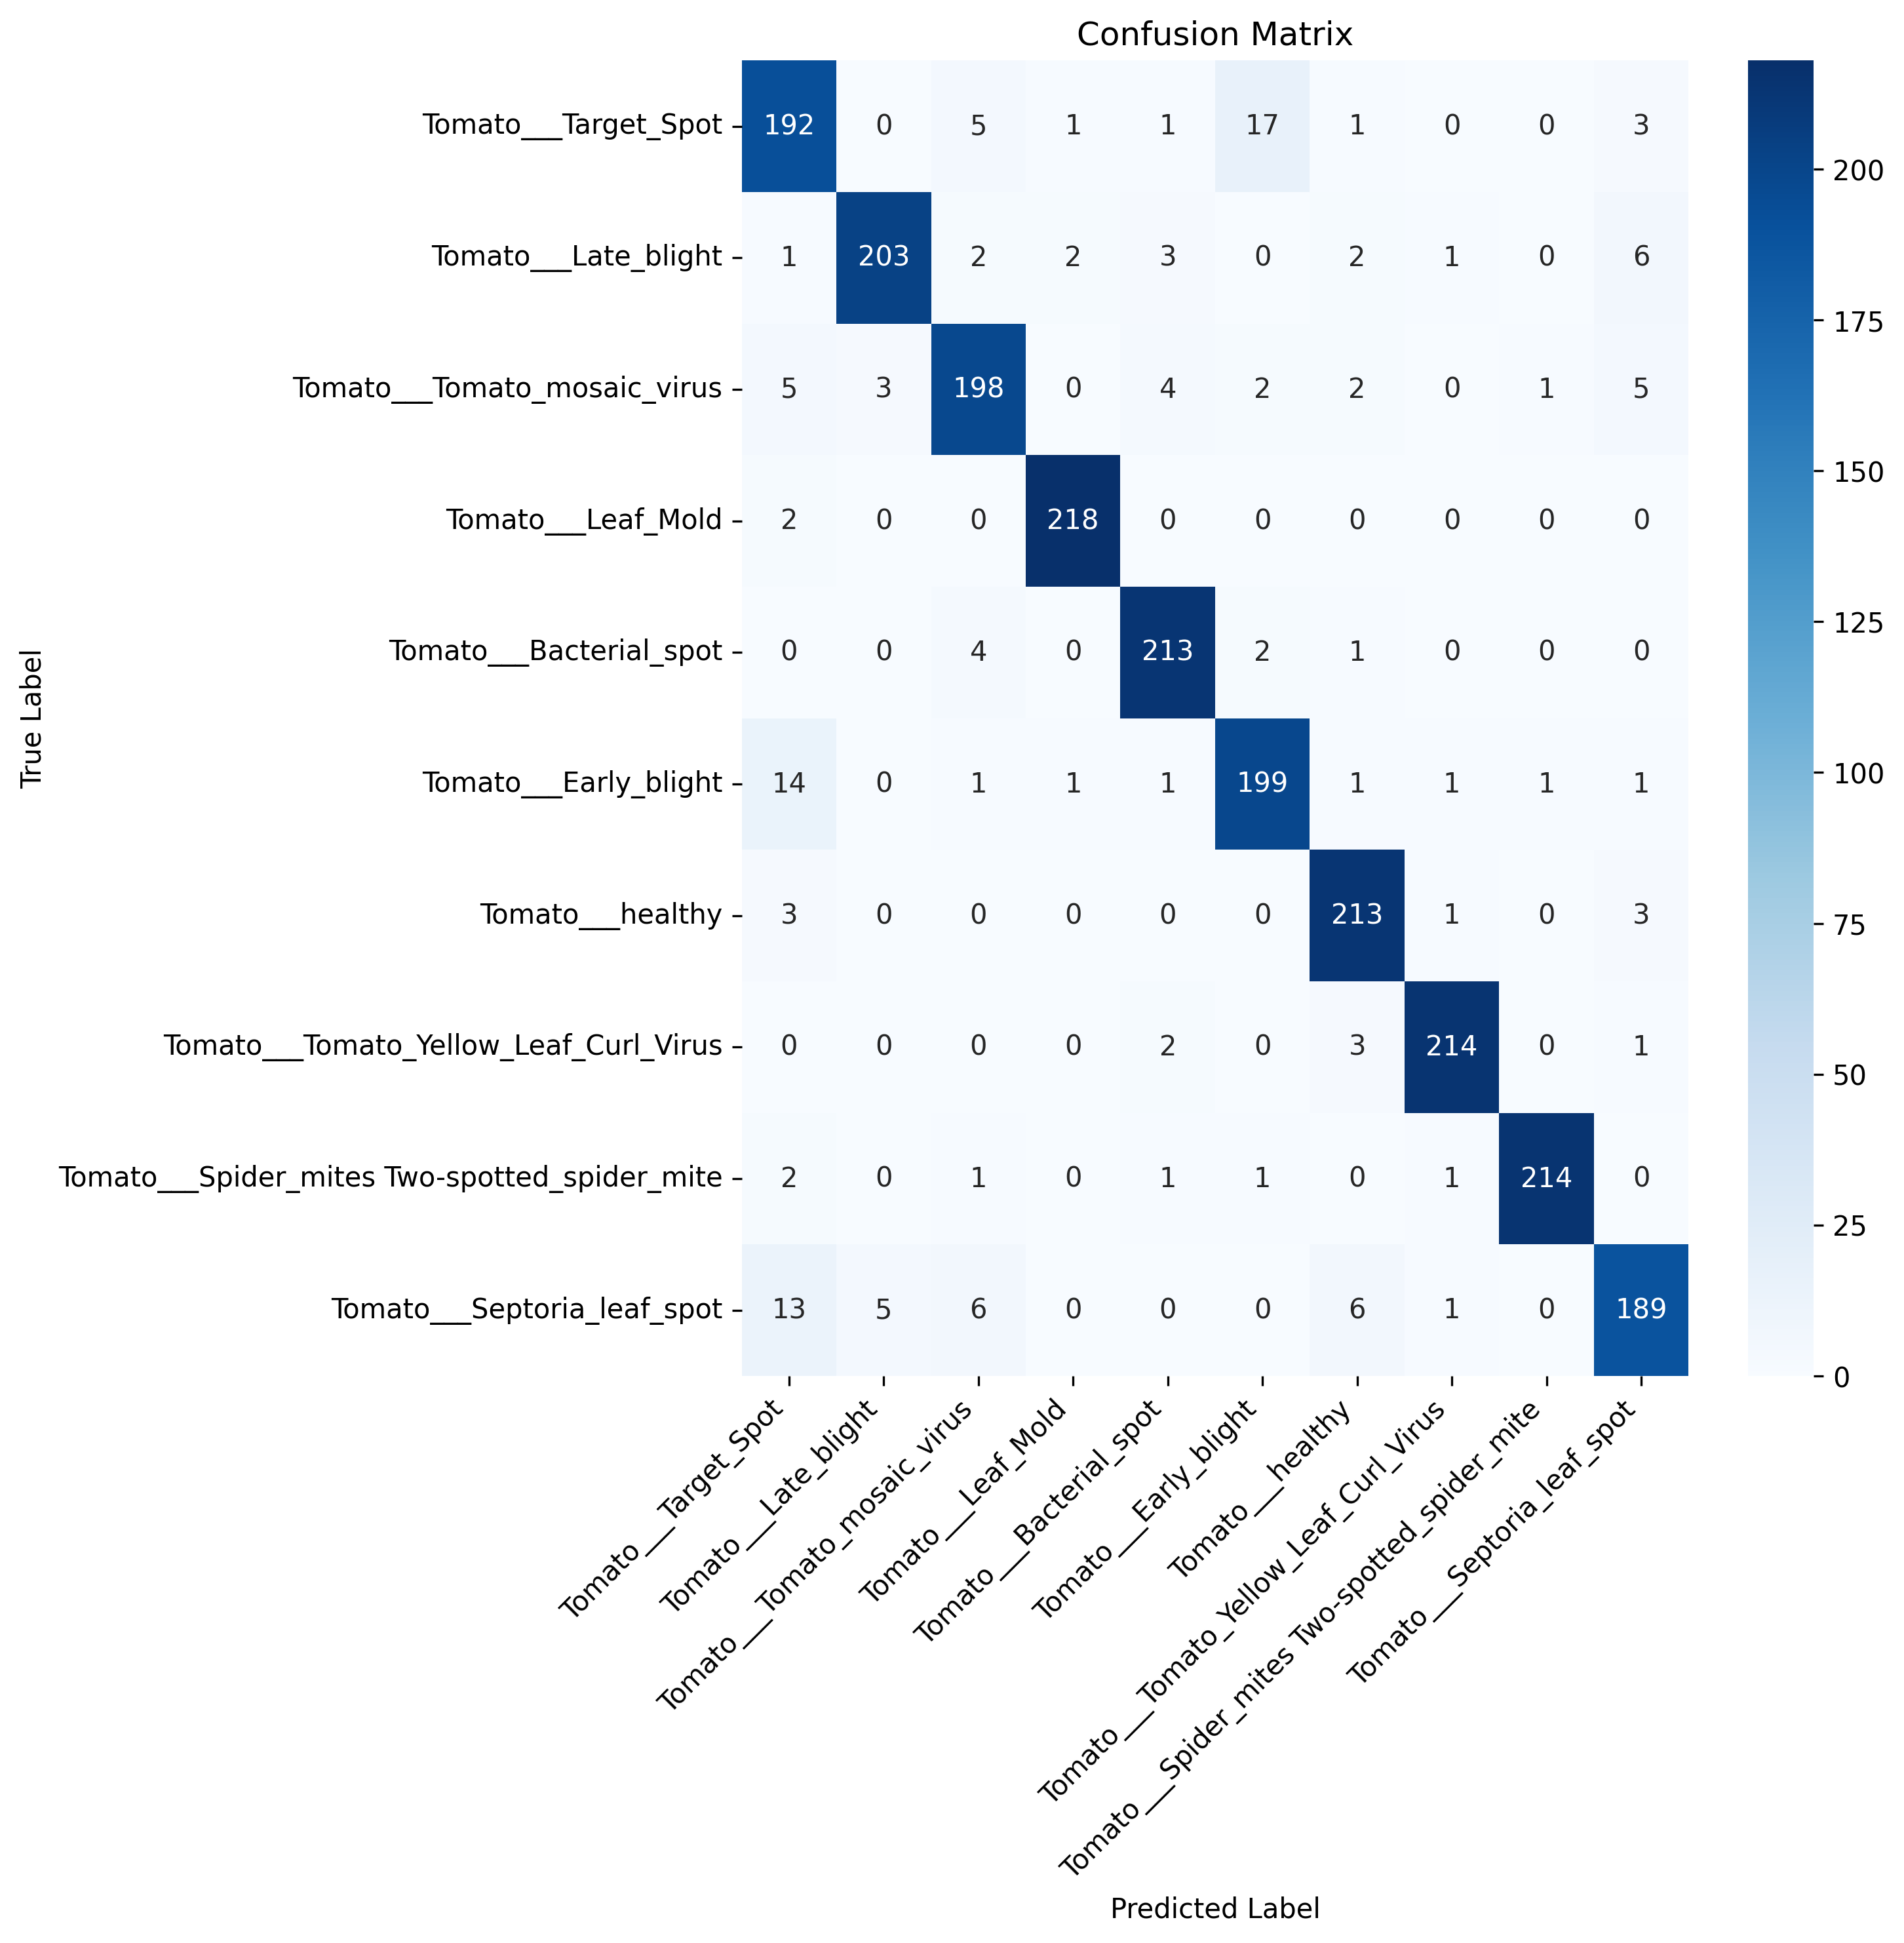 Confusion Matrix
Tomato___Target_Spot 192 0 5 1 1 17 1 0 0 3
Tomato___Late_blight 1 203 2 2 3 0 2 1 0 6
Tomato___Tomato_mosaic_virus 5 3 198 0 4 2 2 0 1 5
Tomato___Leaf_Mold 2 0 0 218 0 0 0 0 0 0
Tomato___Bacterial_spot 0 0 4 0 213 2 1 0 0 0
Tomato___Early_blight 14 0 1 1 1 199 1 1 1 1
Tomato___healthy 3 0 0 0 0 0 213 1 0 3
Tomato___Tomato_Yellow_Leaf_Curl_Virus 0 0 0 0 2 0 3 214 0 1
Tomato___Spider_mites Two-spotted_spider_mite 2 0 1 0 1 1 0 1 214 0
Tomato___Septoria_leaf_spot 13 5 6 0 0 0 6 1 0 189
True Label
Tomato___Target_Spot
Tomato___Late_blight
Tomato___Tomato_mosaic_virus
Tomato___Leaf_Mold
Tomato___Bacterial_spot
Tomato___Early_blight
Tomato___healthy
Tomato___Tomato_Yellow_Leaf_Curl_Virus
Tomato___Spider_mites Two-spotted_spider_mite
Tomato___Septoria_leaf_spot
Predicted Label
200
175
150
125
100
75
50
25
0